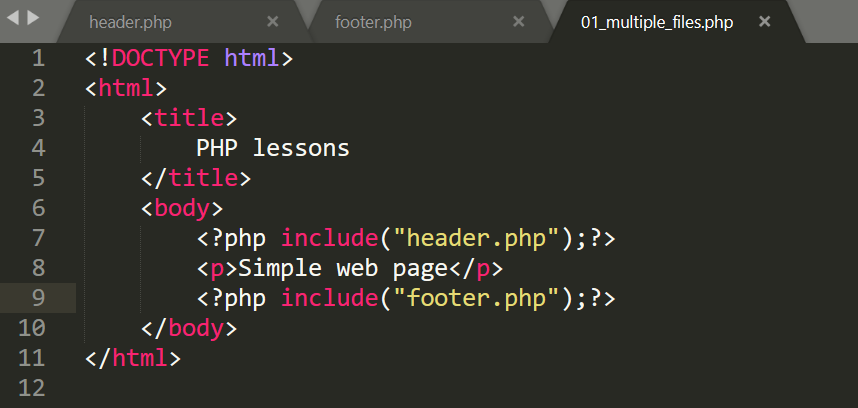 header.php × footer.php × 01_multiple_files.php ×
1 <!DOCTYPE html>
2 <html>
3     <title>
4         PHP lessons
5     </title>
6     <body>
7         <?php include("header.php");?>
8         <p>Simple web page</p>
9         <?php include("footer.php");?>
10     </body>
11 </html>
12